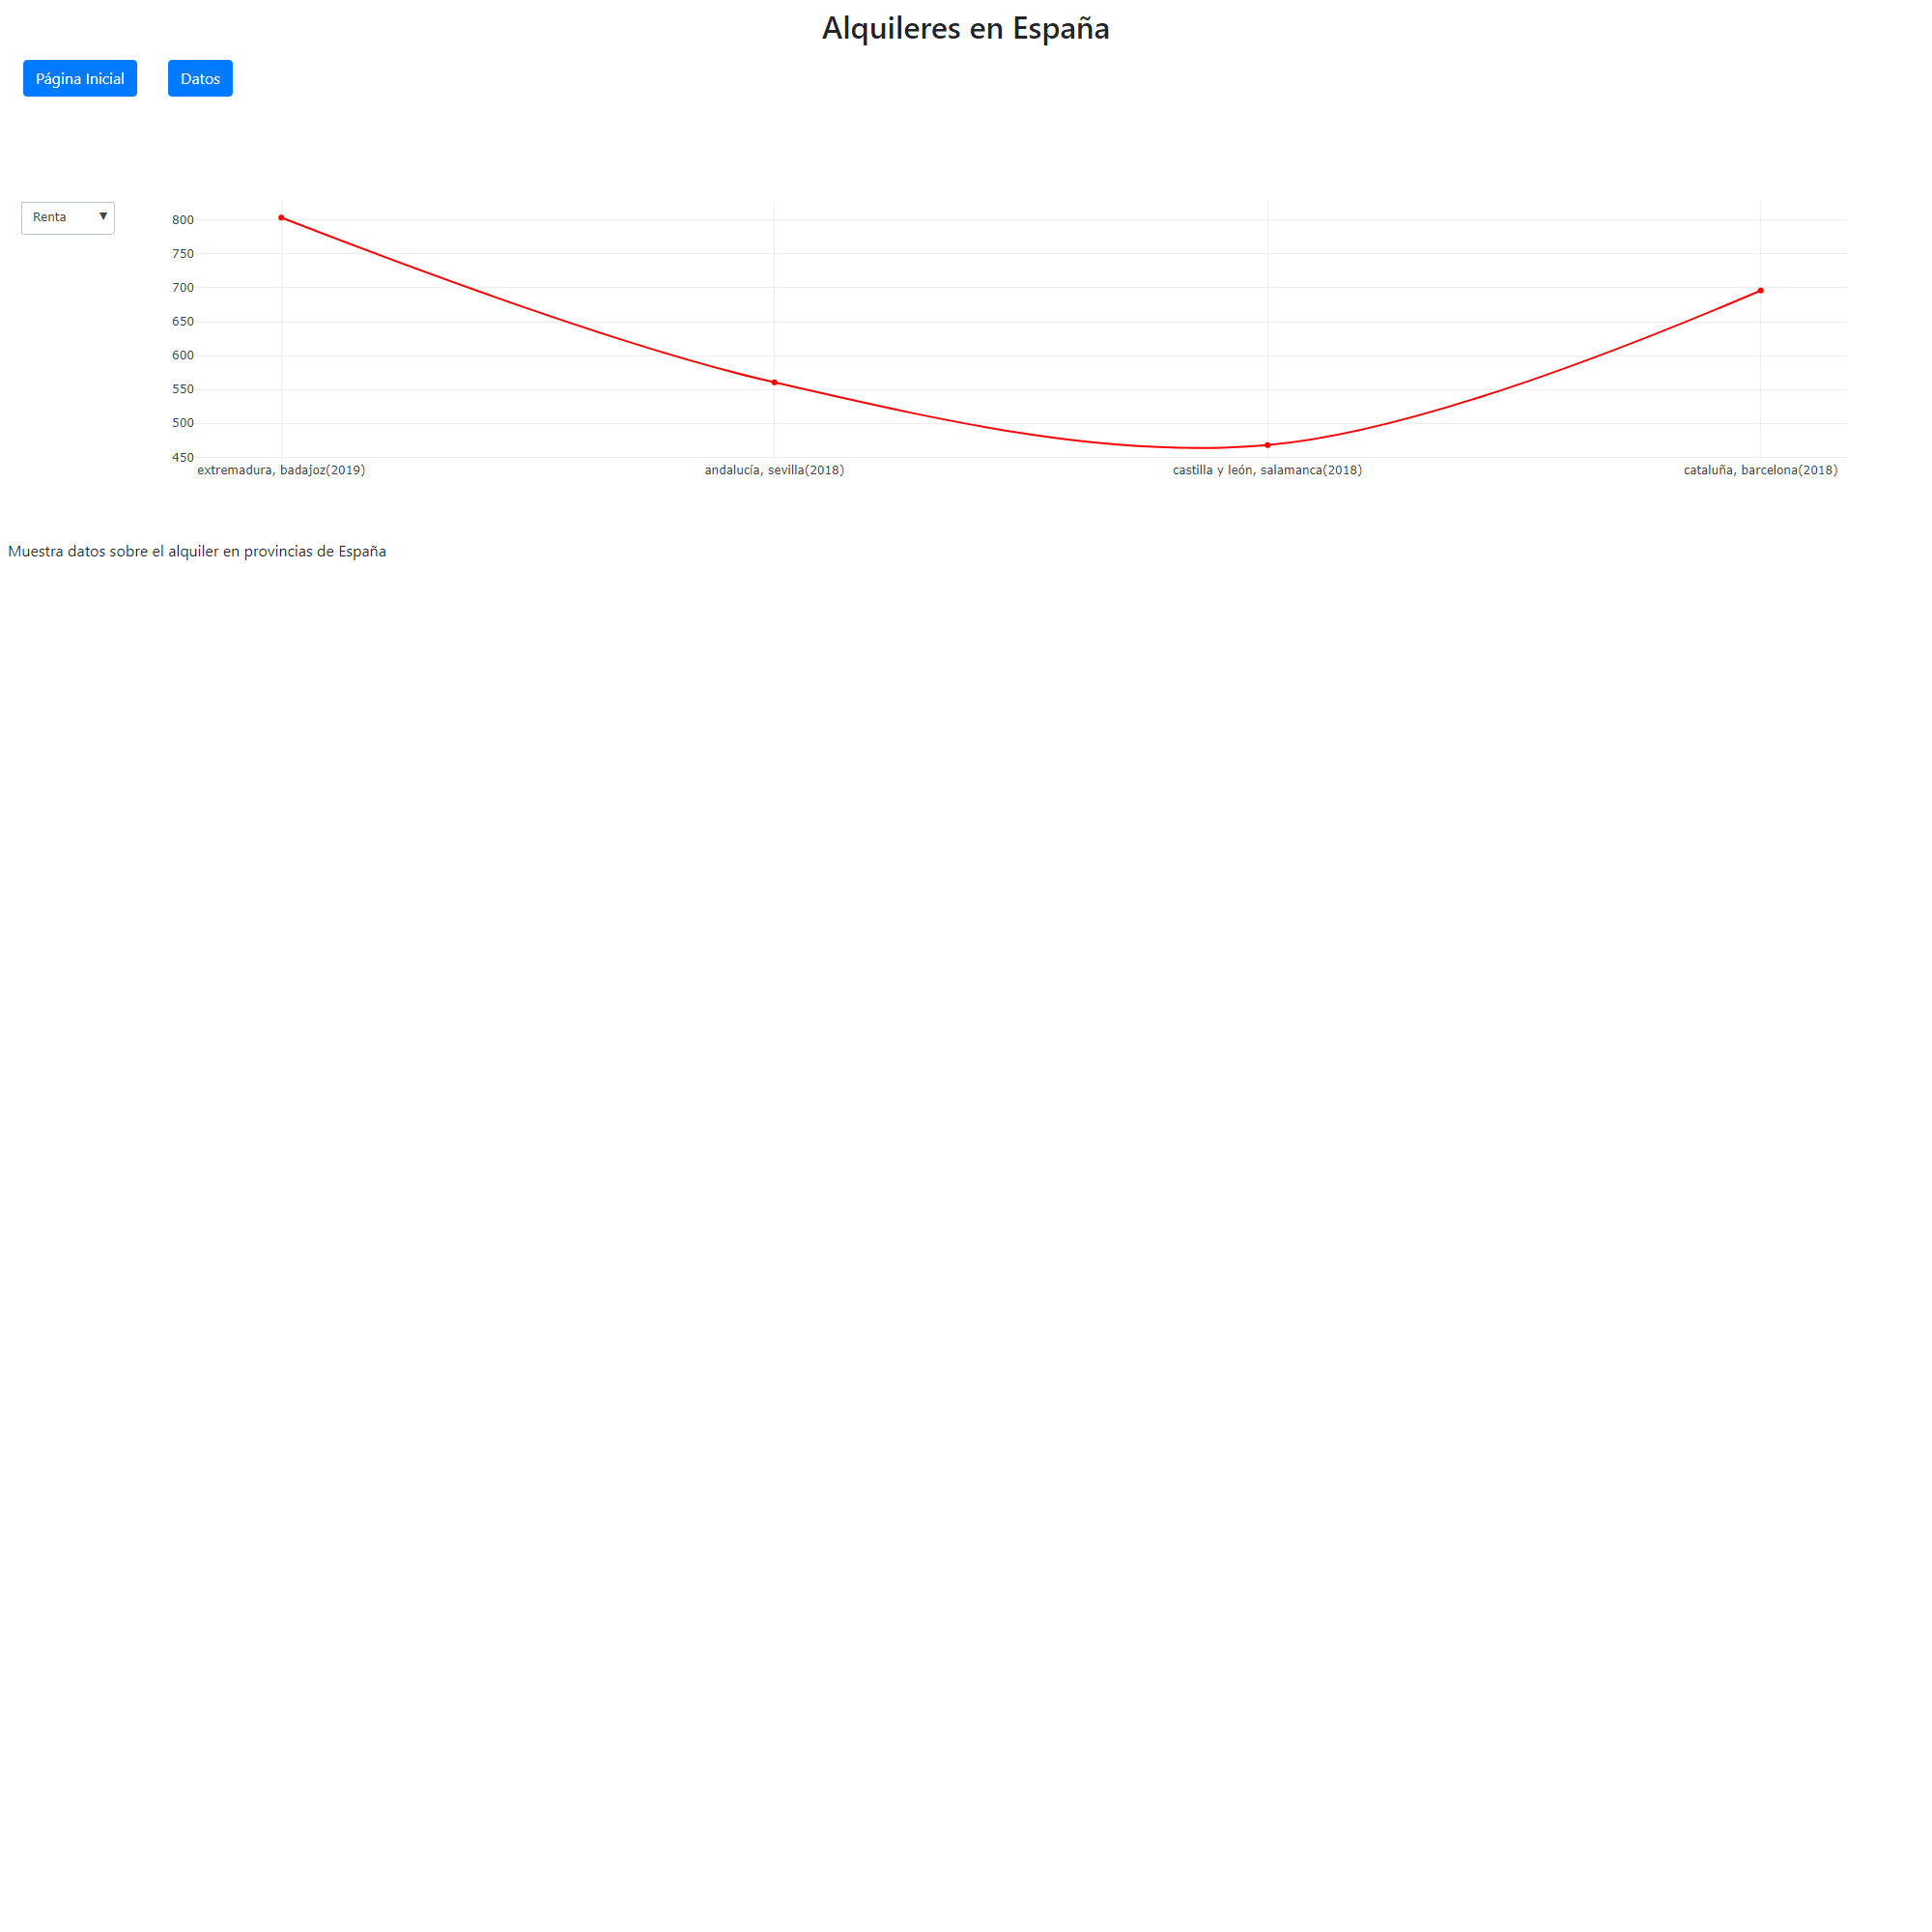 Alquileres en España
Página Inicial Datos
Renta ▼
800
750
700
650
600
550
500
450
extremadura, badajoz(2019) andalucía, sevilla(2018) castilla y león, salamanca(2018) cataluña, barcelona(2018)
Muestra datos sobre el alquiler en provincias de España